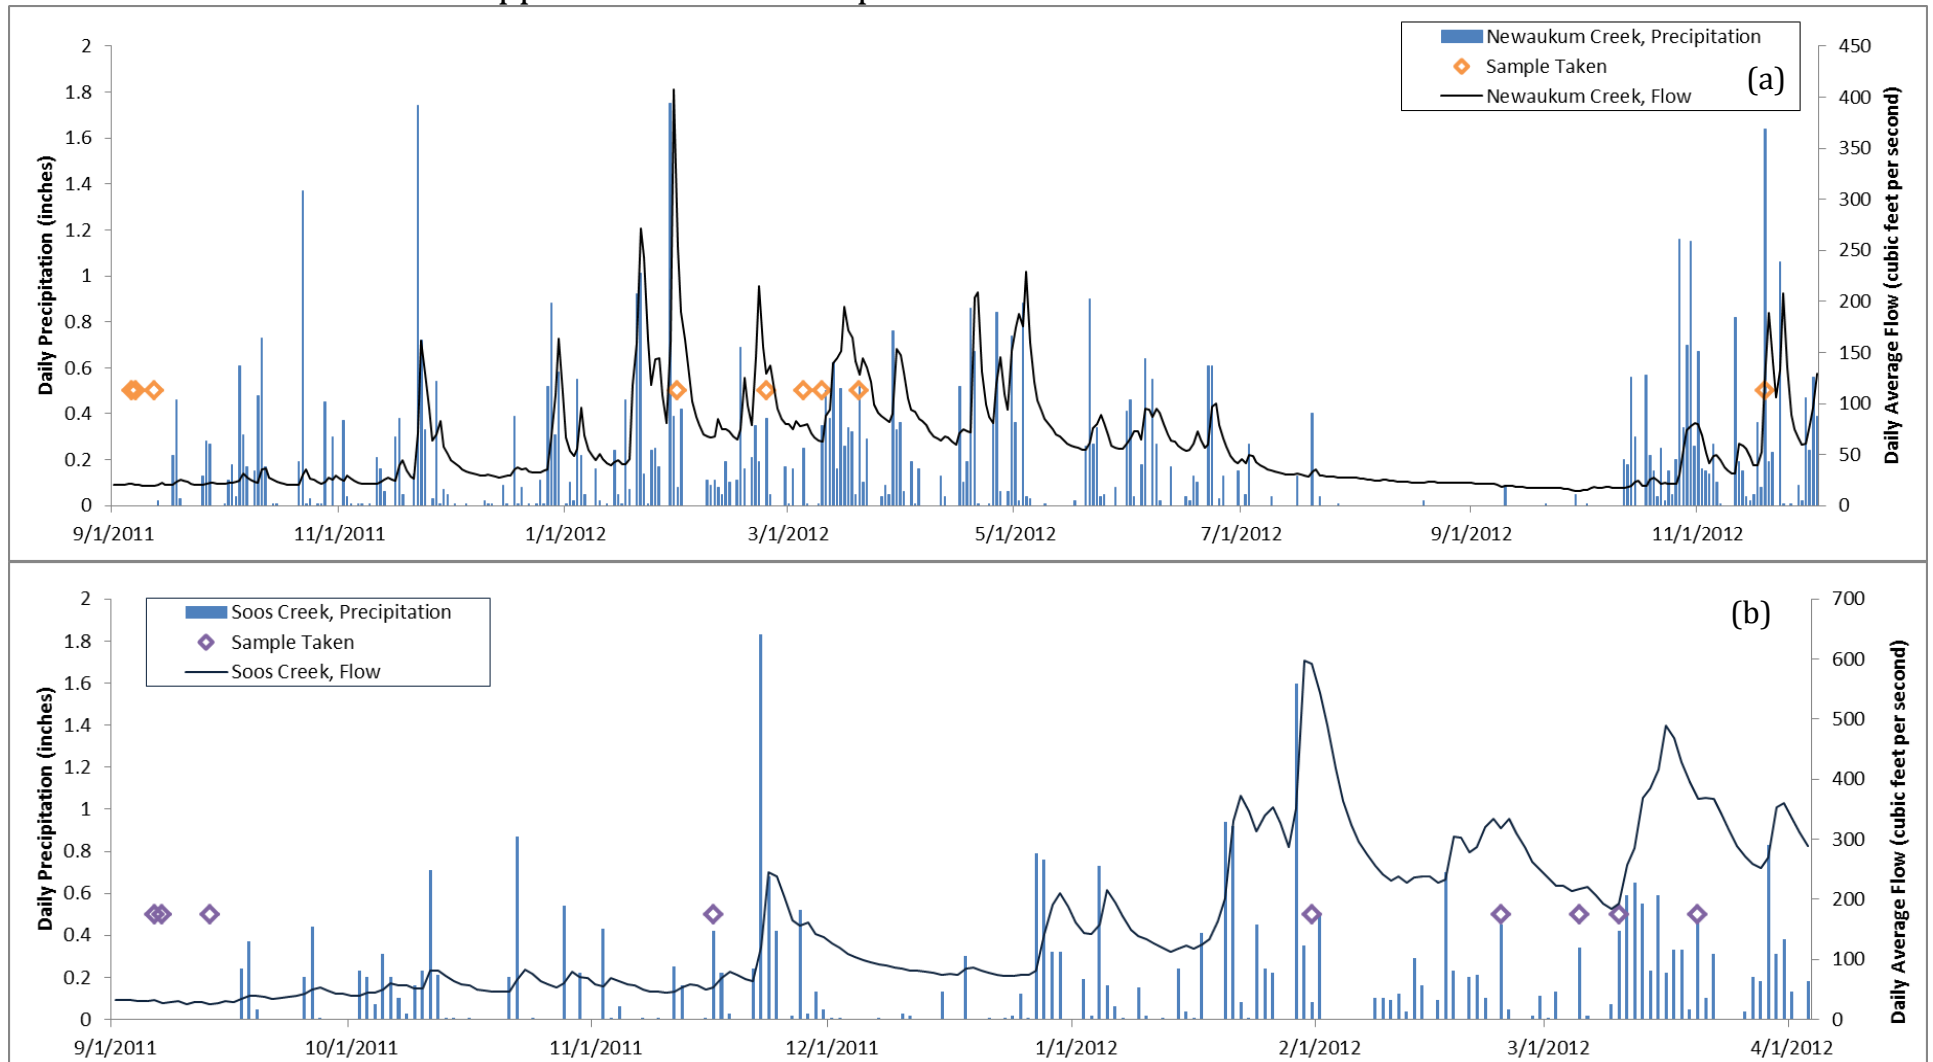 2
1.8
1.6
1.4
1.2
1
0.8
0.6
0.4
0.2
0
Daily Precipitation (inches)
Newaukum Creek, Precipitation
Sample Taken
Newaukum Creek, Flow
(a)
450
400
350
300
250
200
150
100
50
0
Daily Average Flow (cubic feet per second)
9/1/2011 11/1/2011 1/1/2012 3/1/2012 5/1/2012 7/1/2012 9/1/2012 11/1/2012
2
1.8
1.6
1.4
1.2
1
0.8
0.6
0.4
0.2
0
Daily Precipitation (inches)
Soos Creek, Precipitation
Sample Taken
Soos Creek, Flow
(b)
700
600
500
400
300
200
100
0
Daily Average Flow (cubic feet per second)
9/1/2011 10/1/2011 11/1/2011 12/1/2011 1/1/2012 2/1/2012 3/1/2012 4/1/2012